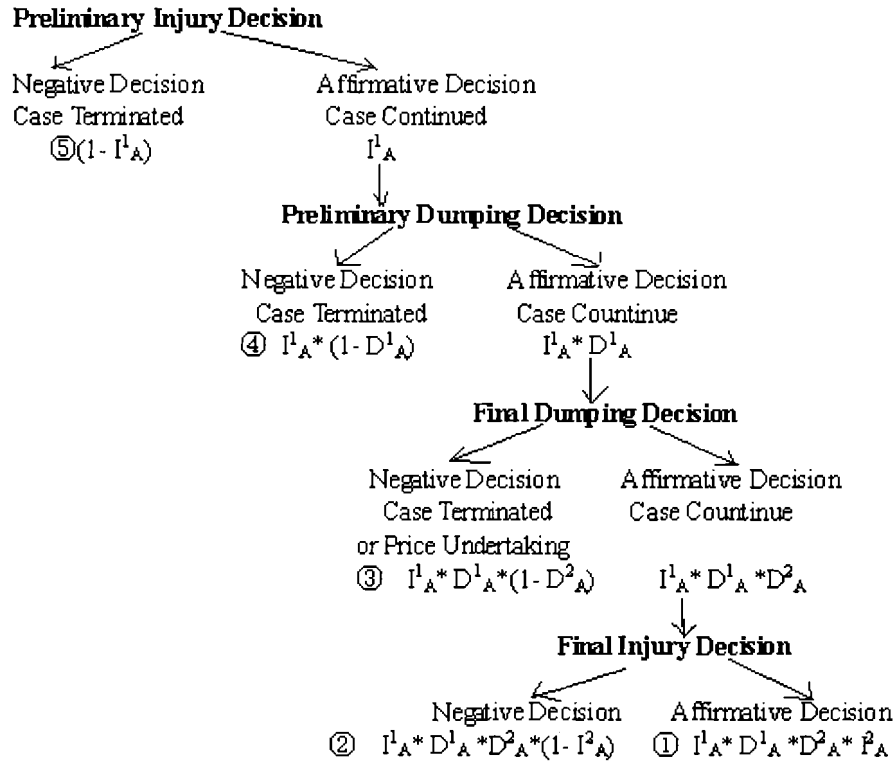 Preliminary Injury Decision
Negative Decision
Case Terminated
⑤(1- I¹A)
Affirmative Decision
Case Continued
I¹A
Preliminary Dumping Decision
Negative Decision
Case Terminated
④ I¹A* (1- D¹A)
Affirmative Decision
Case Countinue
I¹A* D¹A
Final Dumping Decision
Negative Decision
Case Terminated
or Price Undertaking
③ I¹A* D¹A*(1- D²A)
Affirmative Decision
Case Countinue
I¹A* D¹A *D²A
Final Injury Decision
Negative Decision
② I¹A* D¹A *D²A*(1- I²A)
Affirmative Decision
① I¹A* D¹A *D²A* I²A